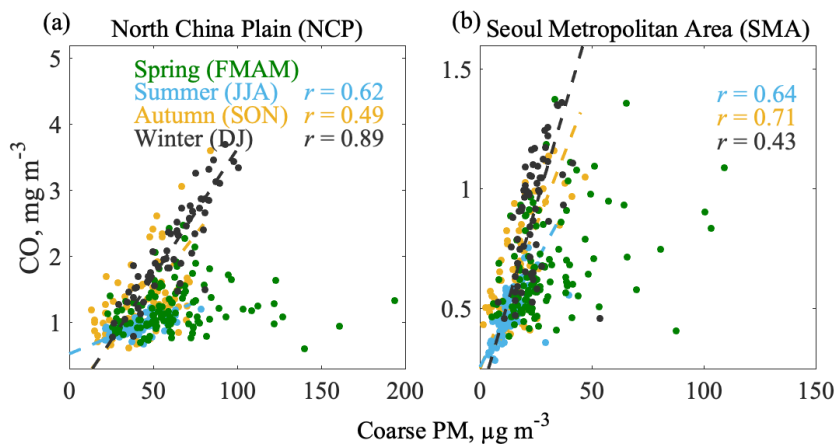 (a) North China Plain (NCP)
(b) Seoul Metropolitan Area (SMA)
5
4
3
2
1
CO, mg m⁻³
Spring (FMAM)
Summer (JJA) r = 0.62
Autumn (SON) r = 0.49
Winter (DJ) r = 0.89
0 50 100 150 200
1.5
1
0.5
r = 0.64
r = 0.71
r = 0.43
0 50 100 150
Coarse PM, µg m⁻³